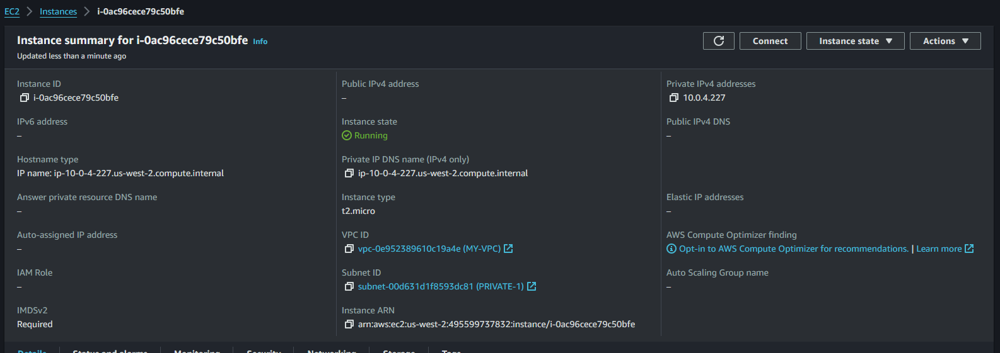 EC2 > Instances > i-0ac96cece79c50bfe
Instance summary for i-0ac96cece79c50bfe Info
Updated less than a minute ago
Connect
Instance state
Actions
Instance ID
i-0ac96cece79c50bfe
Public IPv4 address
–
Private IPv4 addresses
10.0.4.227
IPv6 address
–
Instance state
Running
Public IPv4 DNS
–
Hostname type
IP name: ip-10-0-4-227.us-west-2.compute.internal
Private IP DNS name (IPv4 only)
ip-10-0-4-227.us-west-2.compute.internal
Answer private resource DNS name
–
Instance type
t2.micro
Elastic IP addresses
–
Auto-assigned IP address
–
VPC ID
vpc-0e952389610c19a4e (MY-VPC)
AWS Compute Optimizer finding
Opt-in to AWS Compute Optimizer for recommendations. | Learn more
IAM Role
–
Subnet ID
subnet-00d631d1f8593dc81 (PRIVATE-1)
Auto Scaling Group name
–
IMDSv2
Required
Instance ARN
arn:aws:ec2:us-west-2:495599737832:instance/i-0ac96cece79c50bfe
Details
Status and alarms
Monitoring
Security
Networking
Storage
Tags